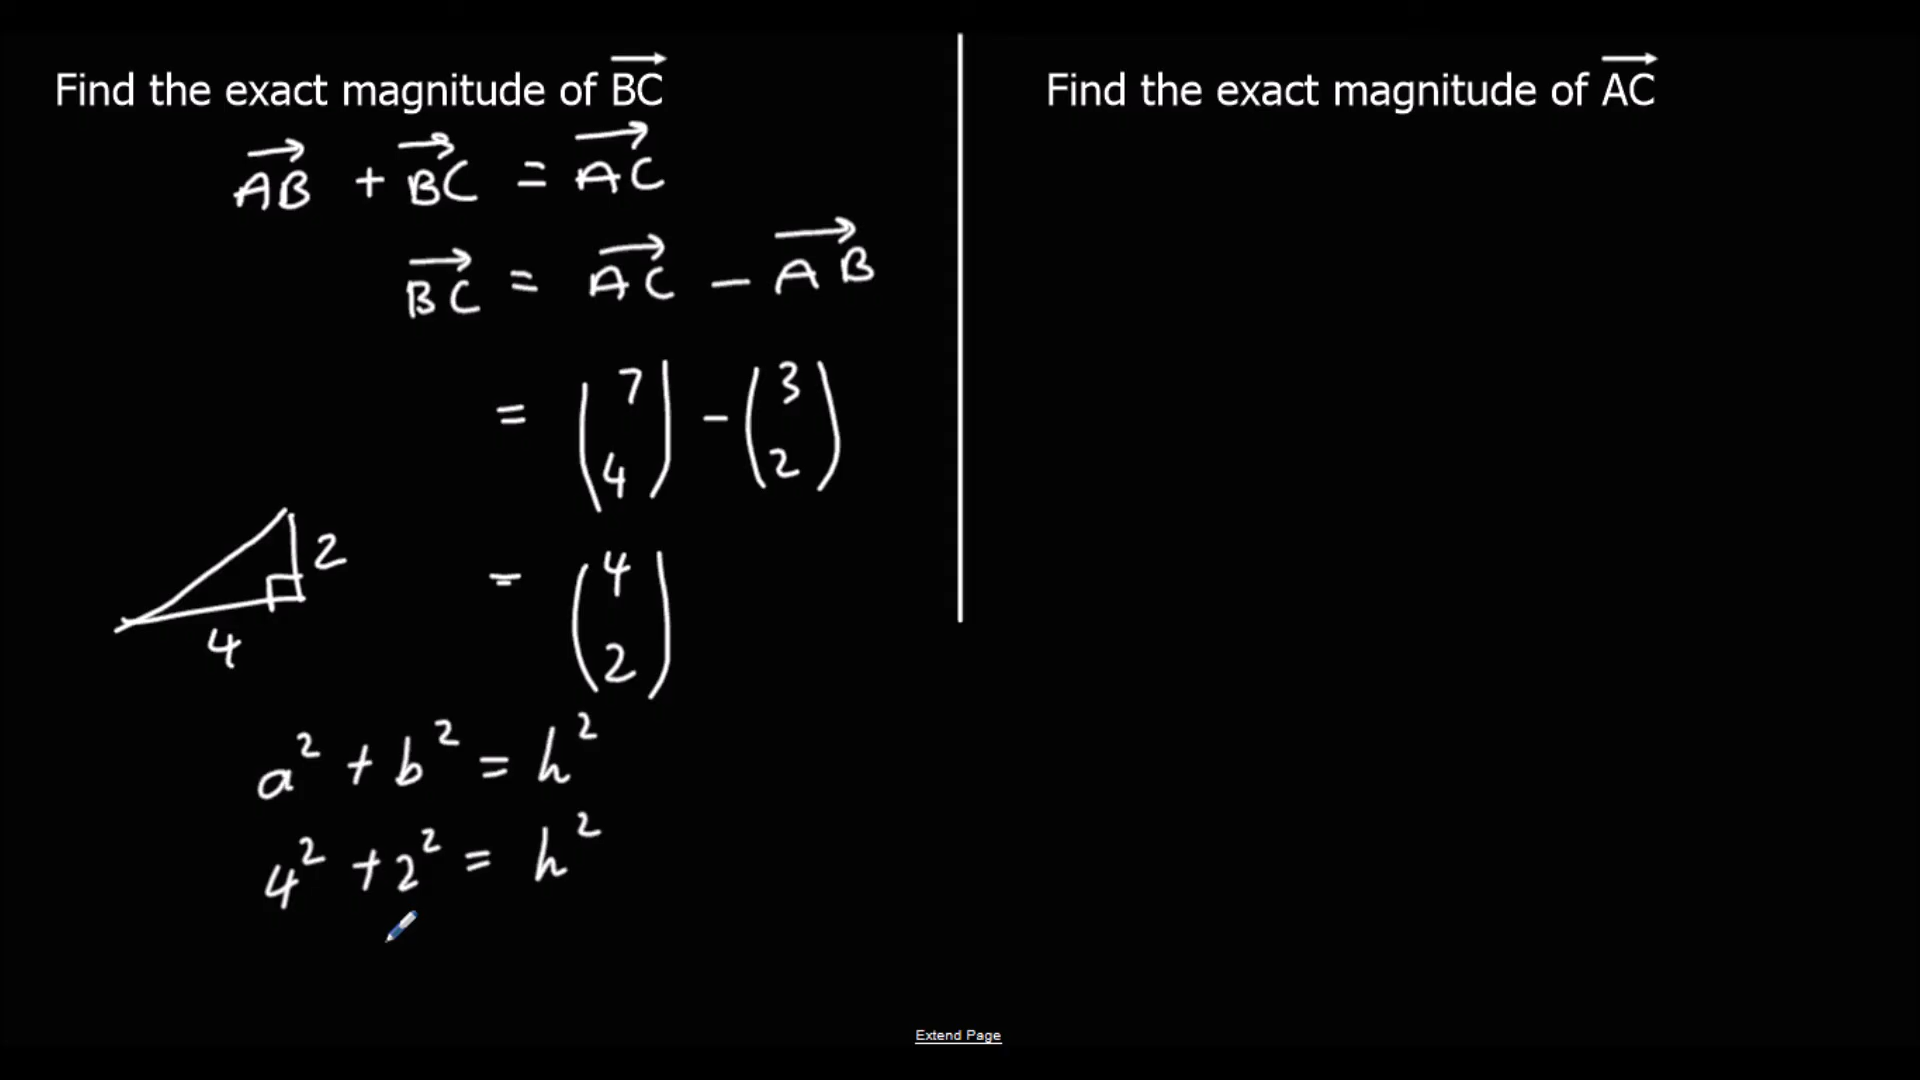 Find the exact magnitude of BC
AB + BC = AC
BC = AC - AB
= (7 4) - (3 2)
= (4 2)
2
4
a² + b² = h²
4² + 2² = h²
Find the exact magnitude of AC
Extend Page